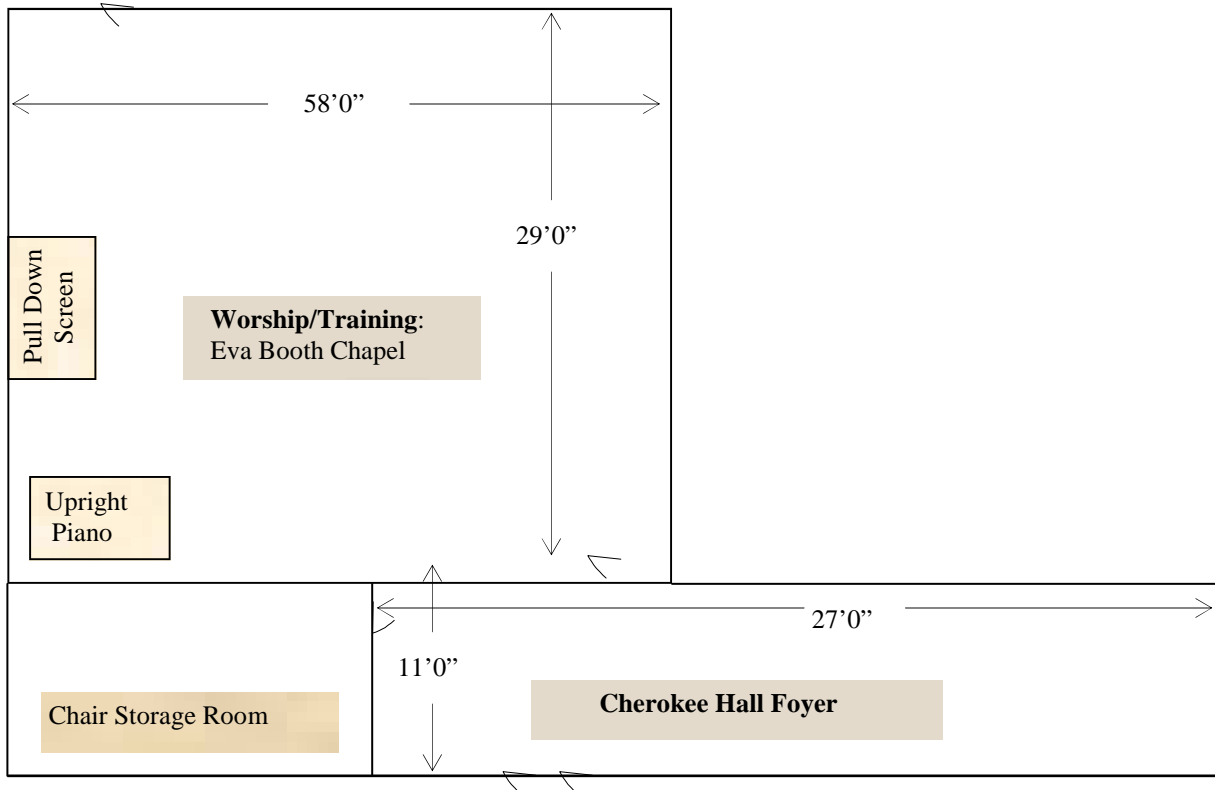 58’0”
29’0”
Pull Down
Screen
Worship/Training:
Eva Booth Chapel
Upright
Piano
27’0”
11’0”
Chair Storage Room
Cherokee Hall Foyer